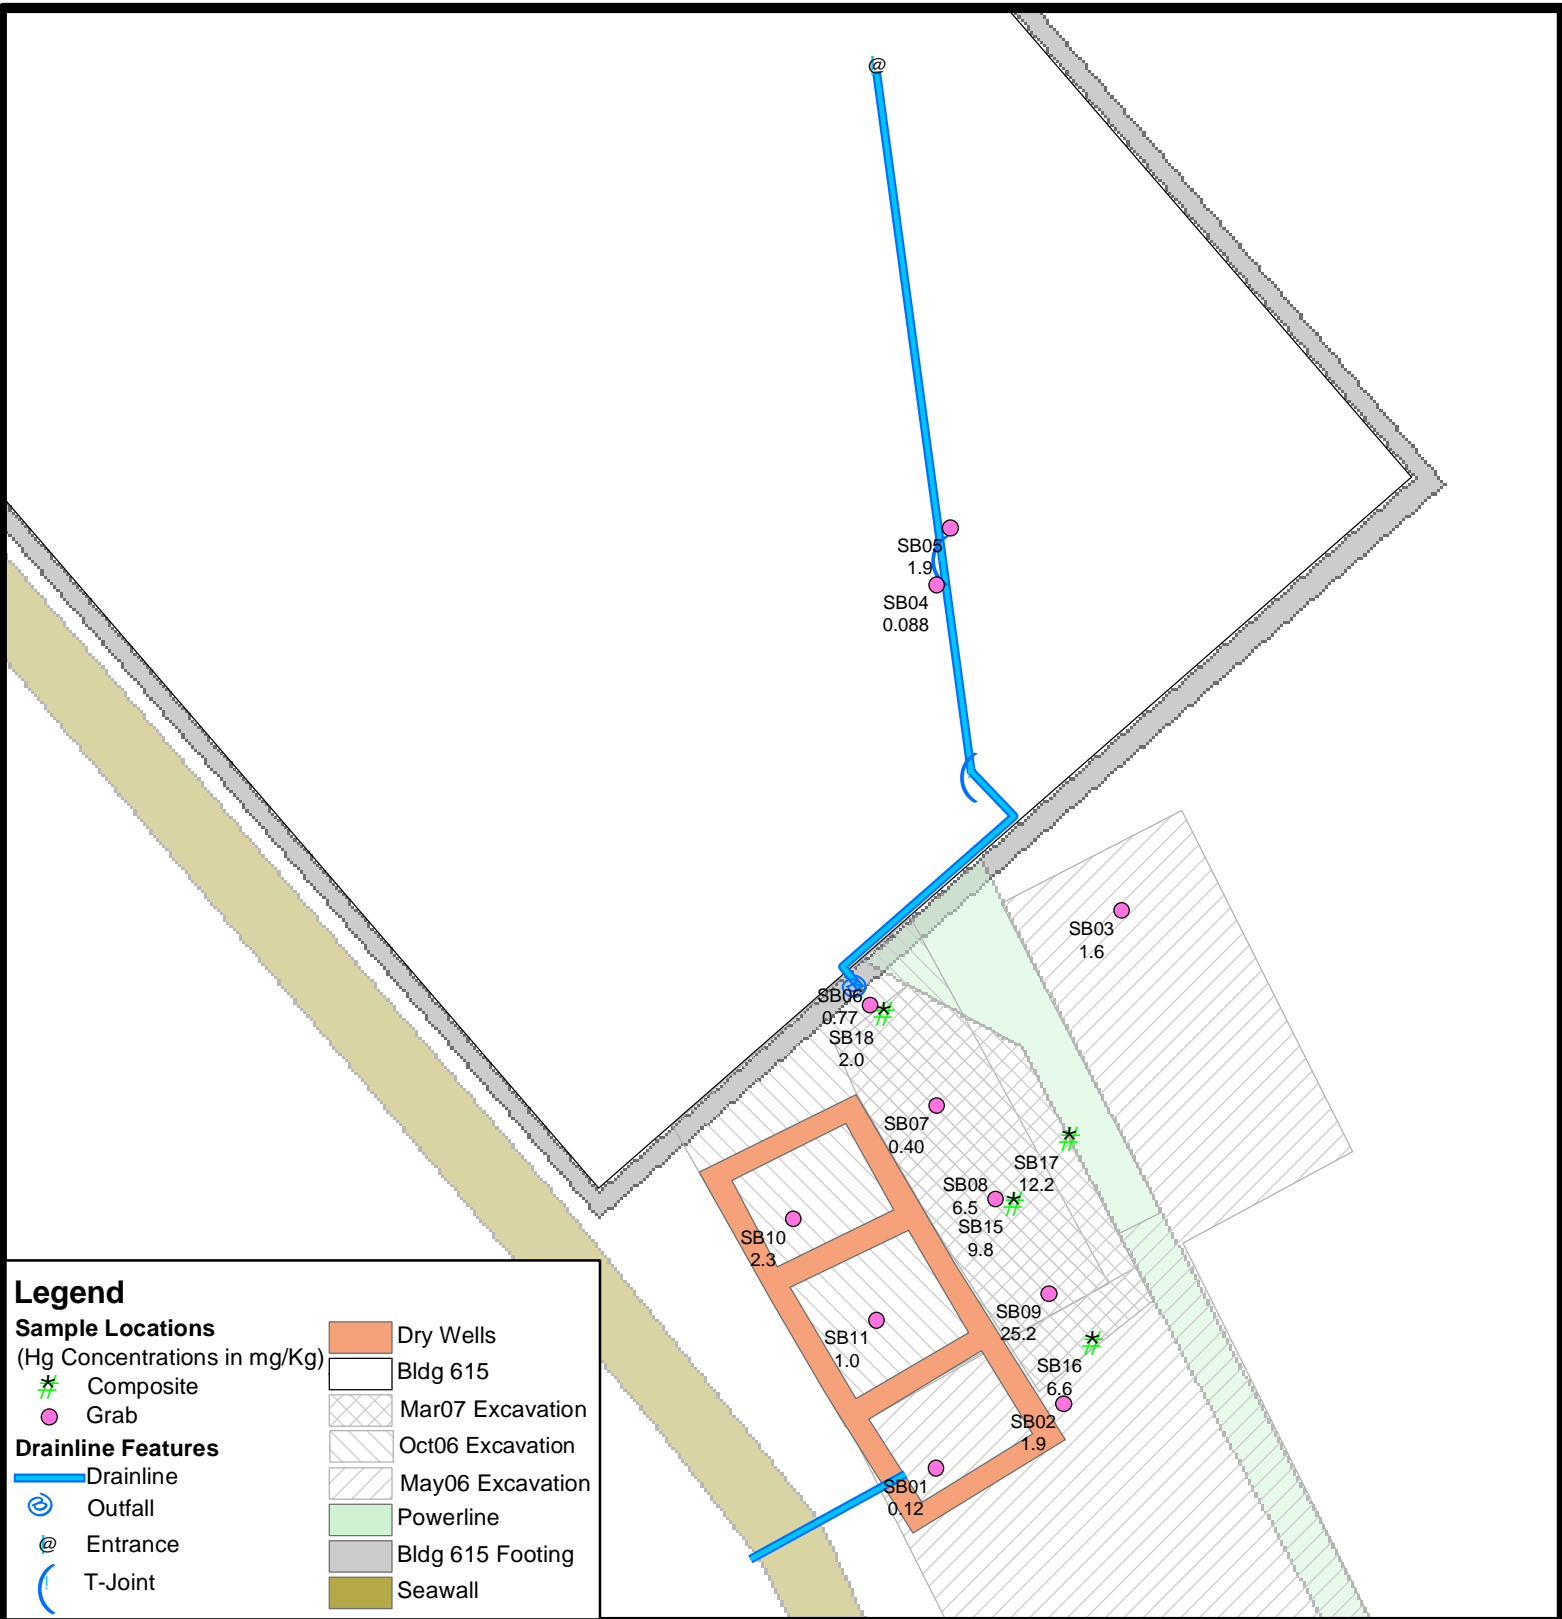 @
SB05
1.9
SB04
0.088
SB03
1.6
SB06
0.77
SB18
2.0
SB07
0.40
SB17
12.2
SB08
6.5
SB15
9.8
SB10
2.3
SB09
25.2
SB11
1.0
SB16
6.6
SB02
1.9
SB01
0.12
Legend
Sample Locations
(Hg Concentrations in mg/Kg)
Composite
Grab
Drainline Features
Drainline
Outfall
@ Entrance
T-Joint
Dry Wells
Bldg 615
Mar07 Excavation
Oct06 Excavation
May06 Excavation
Powerline
Bldg 615 Footing
Seawall